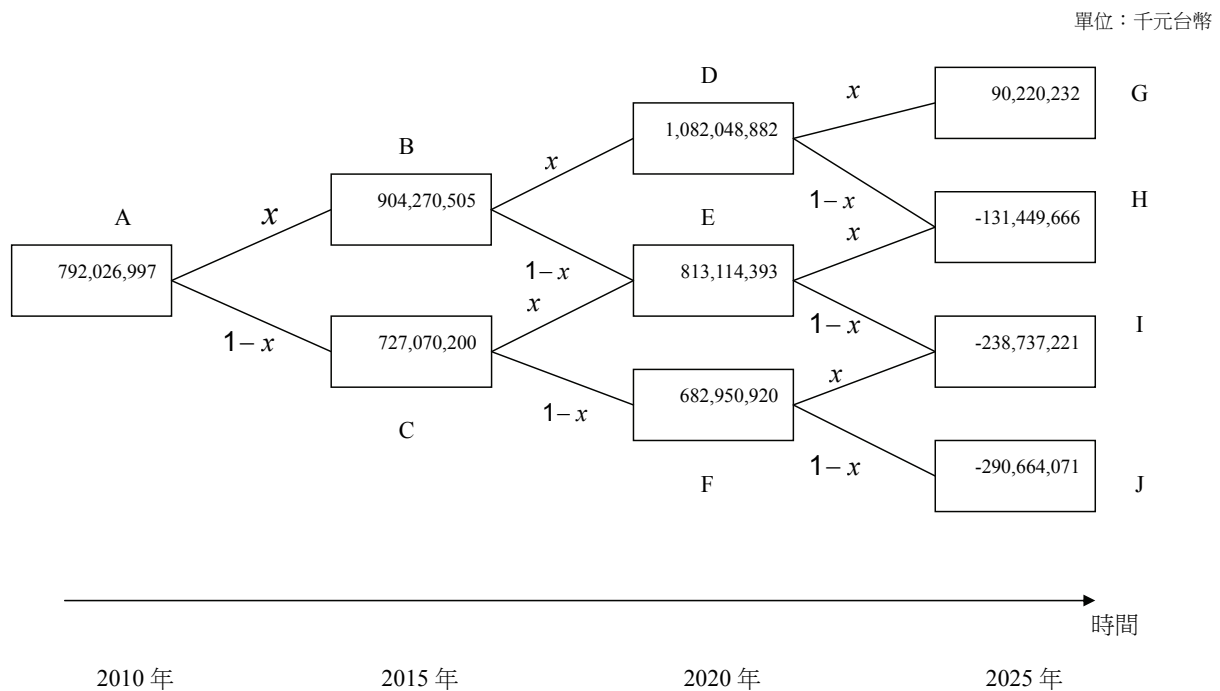 單位：千元台幣
D
x
90,220,232
G
1,082,048,882
B
x
904,270,505
1−x
H
A
x
E
x
-131,449,666
792,026,997
1−x
813,114,393
x
1−x
I
1−x
727,070,200
-238,737,221
x
682,950,920
1−x
C
1−x
-290,664,071
F
J
時間
2010 年
2015 年
2020 年
2025 年